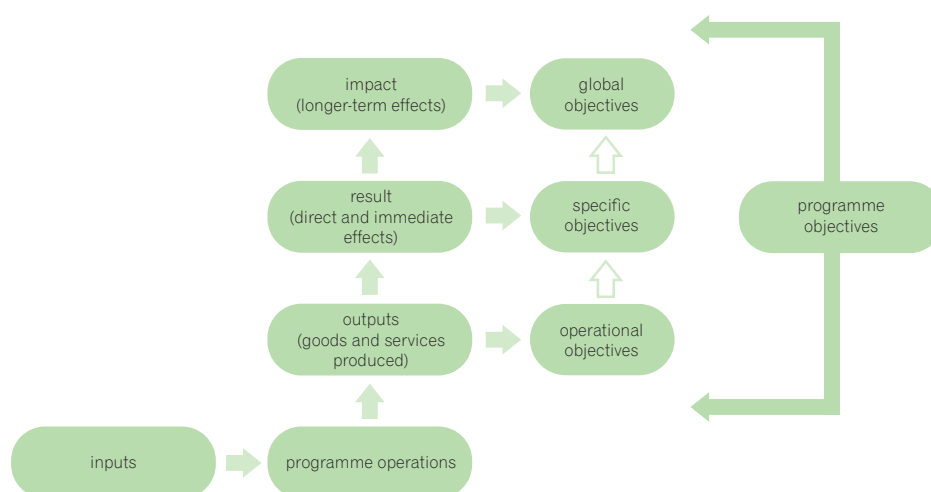 impact
(longer-term effects)
global
objectives
result
(direct and immediate
effects)
specific
objectives
programme
objectives
outputs
(goods and services
produced)
operational
objectives
inputs
programme operations